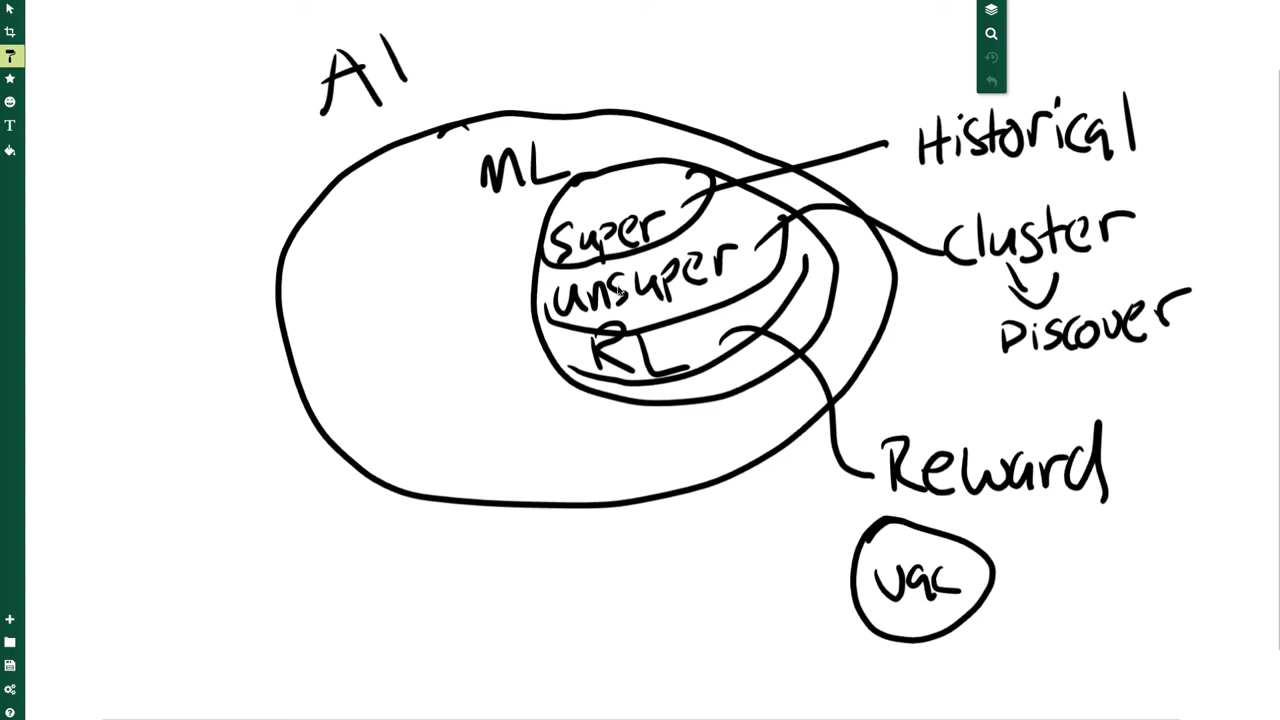 AI
ML
Historical
super
Cluster
unsuper
Discover
RL
Reward
vac